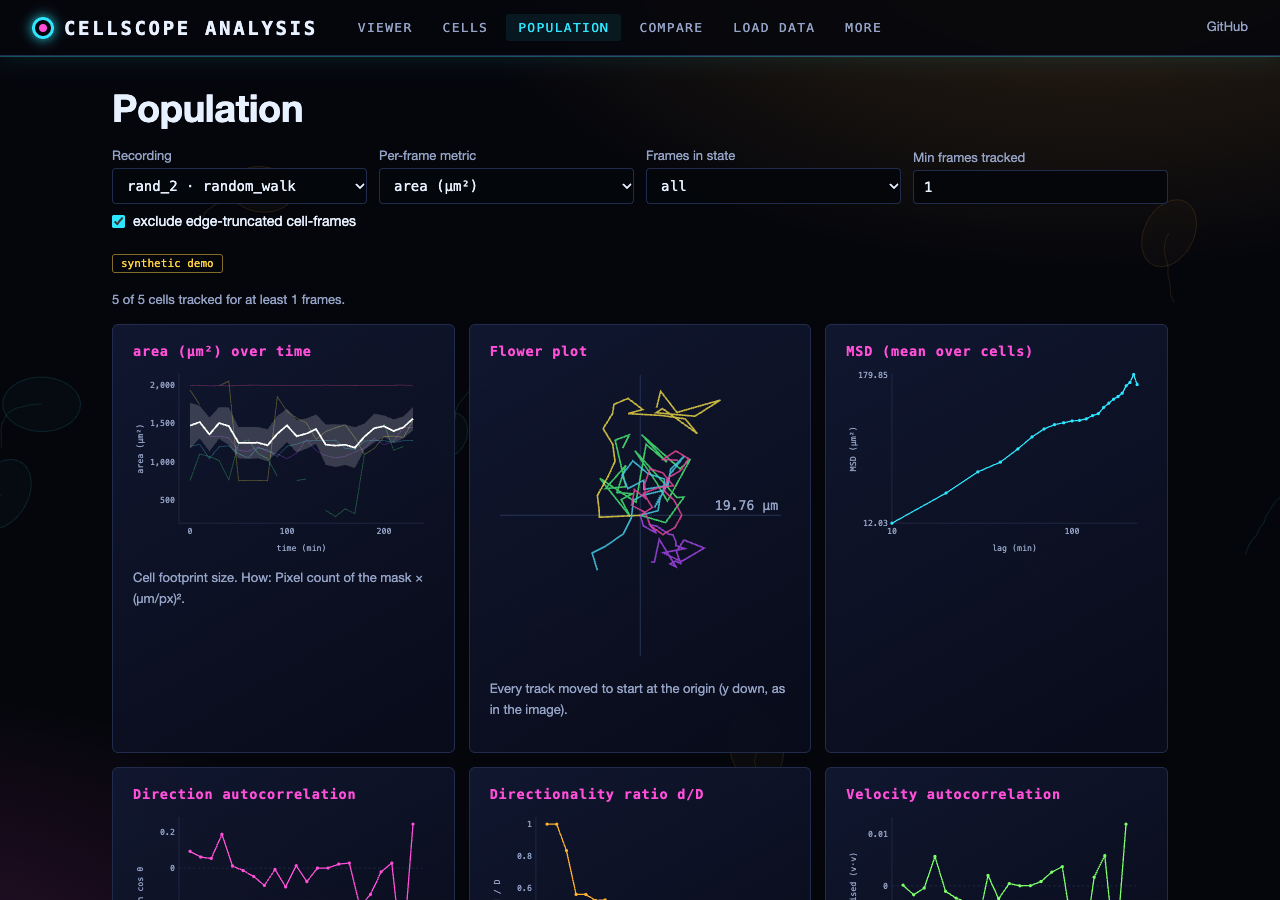 CELLSCOPE ANALYSIS
VIEWER CELLS POPULATION COMPARE LOAD DATA MORE
GitHub
Population
Recording
Per-frame metric
Frames in state
Min frames tracked
rand_2 · random_walk
area (µm²)
all
1
exclude edge-truncated cell-frames
synthetic demo
5 of 5 cells tracked for at least 1 frames.
area (µm²) over time
2,000
1,500
1,000
500
area (µm²)
0 100 200
time (min)
Cell footprint size. How: Pixel count of the mask ×
(µm/px)².
Flower plot
19.76 µm
Every track moved to start at the origin (y down, as
in the image).
MSD (mean over cells)
179.85
MSD (µm²)
12.03
10 100
lag (min)
Direction autocorrelation
0.2
0
cos θ
Directionality ratio d/D
1
0.8
0.6
/ D
Velocity autocorrelation
0.01
0
(v·v)